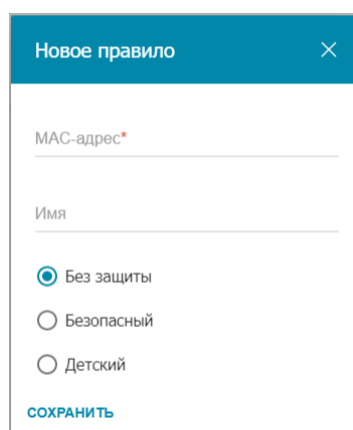 Новое правило
MAC-адрес*
Имя
Без защиты
Безопасный
Детский
СОХРАНИТЬ